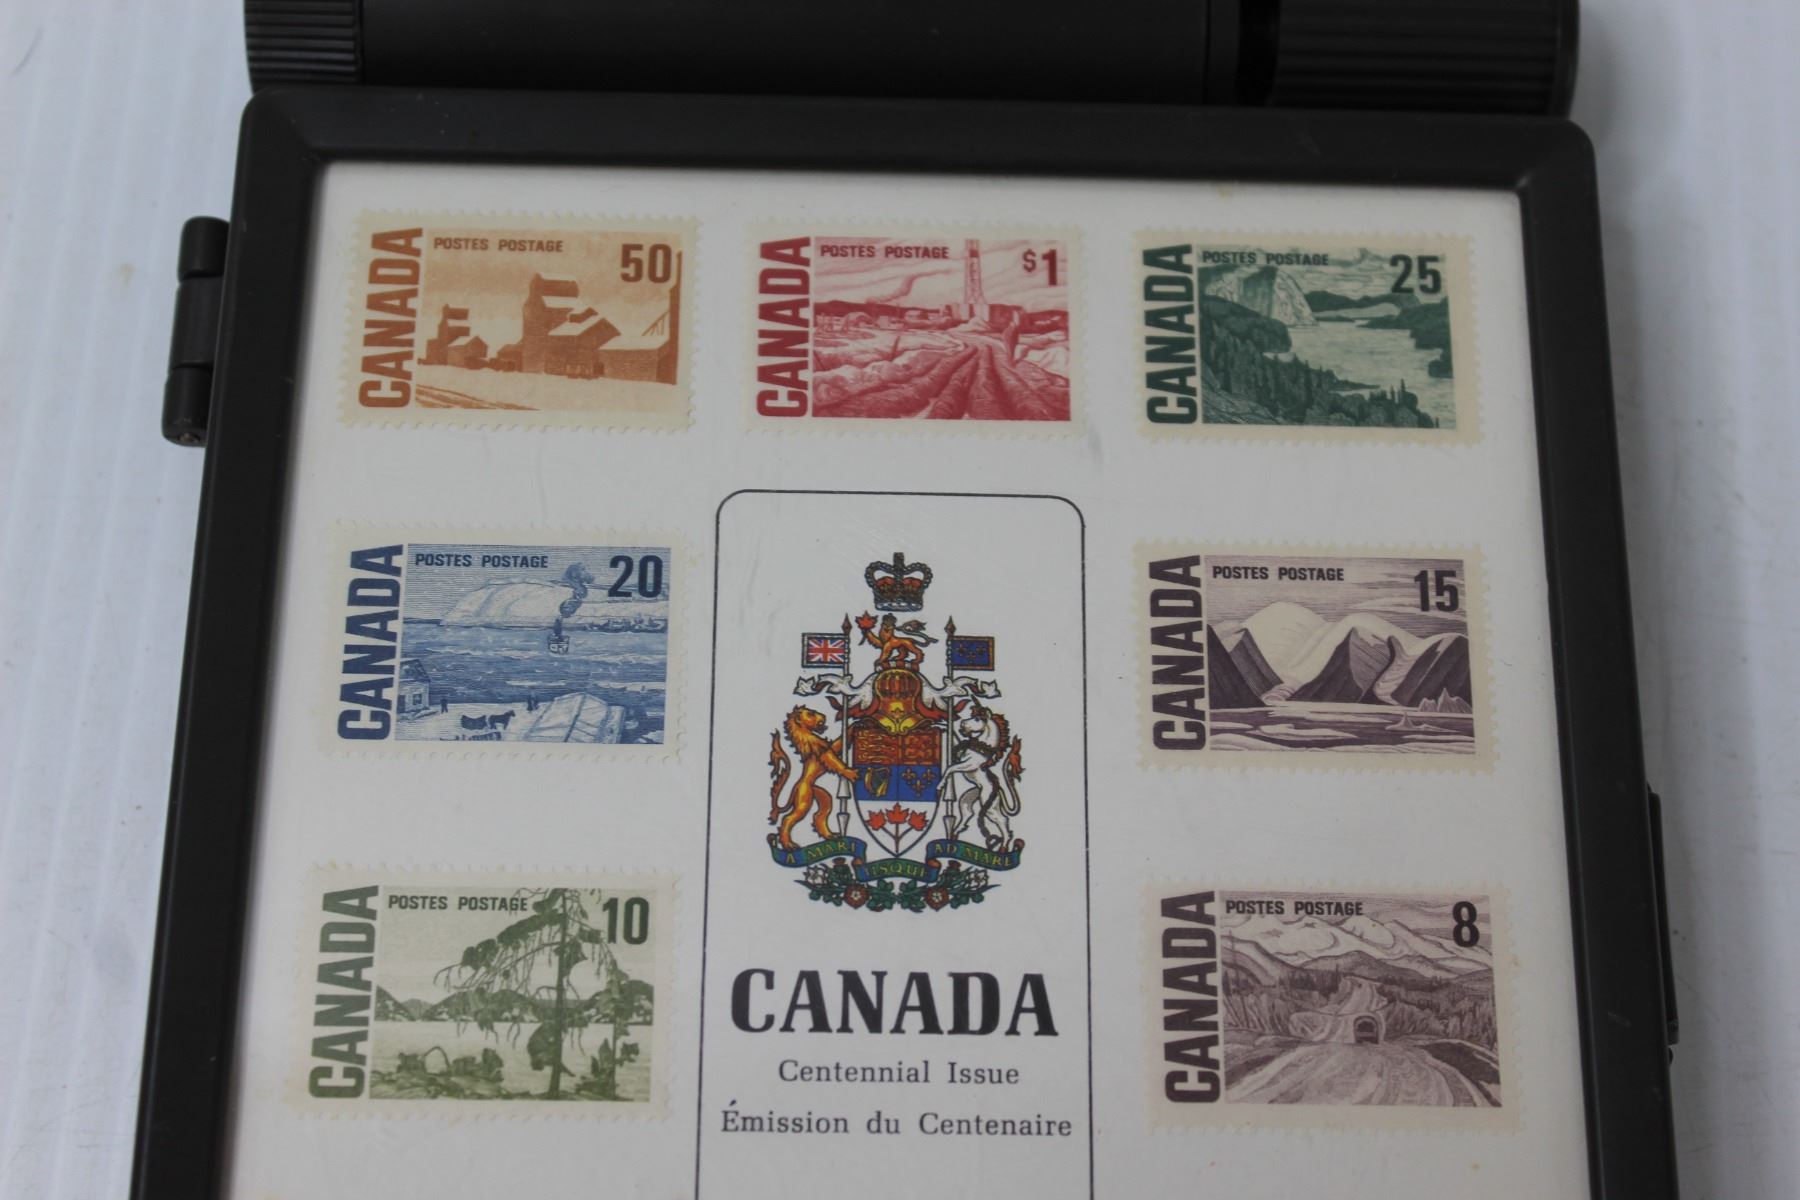 CANADA
POSTES POSTAGE 50
CANADA
POSTES POSTAGE $1
CANADA
POSTES POSTAGE 25
CANADA
POSTES POSTAGE 20
CANADA
POSTES POSTAGE 15
A MARI USQUE AD MARE
CANADA
POSTES POSTAGE 10
CANADA
POSTES POSTAGE 8
CANADA
Centennial Issue
Émission du Centenaire